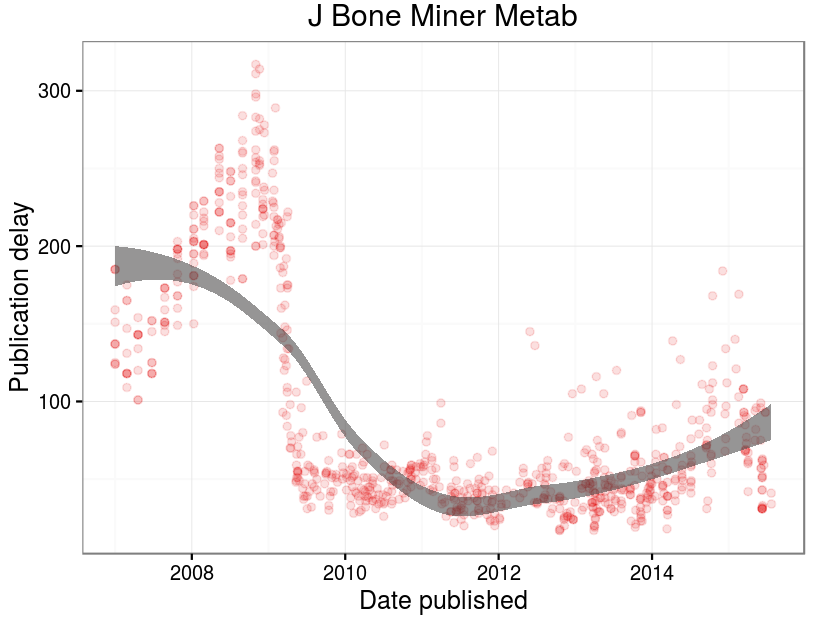 J Bone Miner Metab
Publication delay
300
200
100
2008 2010 2012 2014
Date published